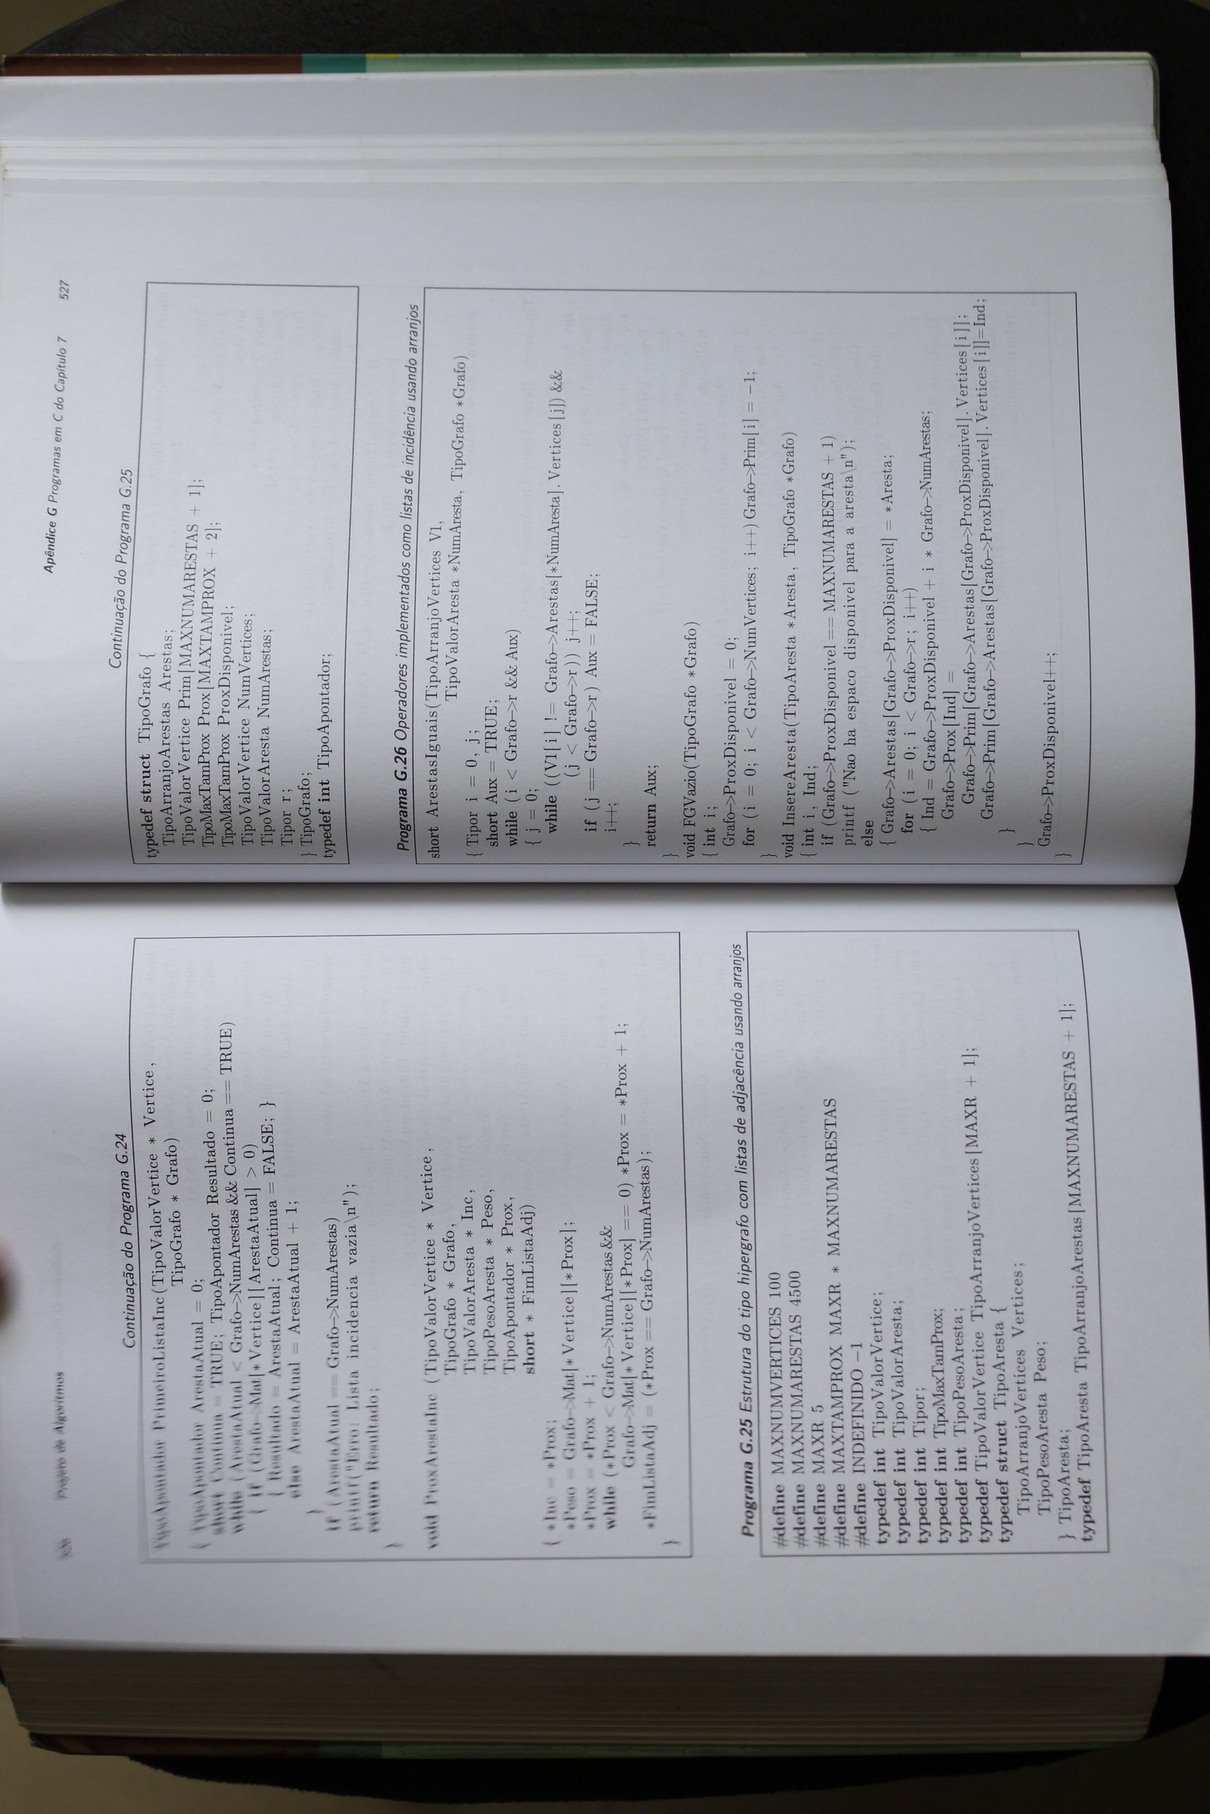 526 Projeto de Algoritmos
Continuação do Programa G.24
TipoApontador PrimeiroListaInc(TipoValorVertice * Vertice,
TipoGrafo * Grafo)
{ TipoApontador ArestaAtual = 0;
short Continua = TRUE; TipoApontador Resultado = 0;
while (ArestaAtual < Grafo->NumArestas && Continua == TRUE)
{ if (Grafo->Mat[*Vertice][ArestaAtual] > 0)
{ Resultado = ArestaAtual; Continua = FALSE; }
else ArestaAtual = ArestaAtual + 1;
}
if (ArestaAtual == Grafo->NumArestas)
printf("Erro: Lista incidencia vazia\n");
return Resultado;
}
void ProxArestaInc (TipoValorVertice * Vertice,
TipoGrafo * Grafo,
TipoValorAresta * Inc,
TipoPesoAresta * Peso,
TipoApontador * Prox,
short * FimListaAdj)
{ *Inc = *Prox;
*Peso = Grafo->Mat[*Vertice][*Prox];
*Prox = *Prox + 1;
while (*Prox < Grafo->NumArestas &&
Grafo->Mat[*Vertice][*Prox] == 0) *Prox = *Prox + 1;
*FimListaAdj = (*Prox == Grafo->NumArestas);
}
Programa G.25 Estrutura do tipo hipergrafo com listas de adjacência usando arranjos
#define MAXNUMVERTICES 100
#define MAXNUMARESTAS 4500
#define MAXR 5
#define MAXTAMPROX MAXR * MAXNUMARESTAS
#define INDEFINIDO -1
typedef int TipoValorVertice;
typedef int TipoValorAresta;
typedef int Tipor;
typedef int TipoMaxTamProx;
typedef int TipoPesoAresta;
typedef TipoValorVertice TipoArranjoVertices[MAXR + 1];
typedef struct TipoAresta {
TipoArranjoVertices Vertices;
TipoPesoAresta Peso;
} TipoAresta;
typedef TipoAresta TipoArranjoArestas[MAXNUMARESTAS + 1];
Apêndice G Programas em C do Capítulo 7 527
Continuação do Programa G.25
typedef struct TipoGrafo {
TipoArranjoArestas Arestas;
TipoValorVertice Prim[MAXNUMARESTAS + 1];
TipoMaxTamProx Prox[MAXTAMPROX + 2];
TipoMaxTamProx ProxDisponivel;
TipoValorVertice NumVertices;
TipoValorAresta NumArestas;
Tipor r;
} TipoGrafo;
typedef int TipoApontador;
Programa G.26 Operadores implementados como listas de incidência usando arranjos
short ArestasIguais(TipoArranjoVertices V1,
TipoValorAresta *NumAresta, TipoGrafo *Grafo)
{ Tipor i = 0, j;
short Aux = TRUE;
while (i < Grafo->r && Aux)
{ j = 0;
while ((V1[i] != Grafo->Arestas[*NumAresta].Vertices[j]) &&
(j < Grafo->r)) j++;
if (j == Grafo->r) Aux = FALSE;
i++;
}
return Aux;
}
void FGVazio(TipoGrafo *Grafo)
{ int i;
Grafo->ProxDisponivel = 0;
for (i = 0; i < Grafo->NumVertices; i++) Grafo->Prim[i] = -1;
}
void InsereAresta(TipoAresta *Aresta, TipoGrafo *Grafo)
{ int i, Ind;
if (Grafo->ProxDisponivel == MAXNUMARESTAS + 1)
printf ("Nao ha espaco disponivel para a aresta\n");
else
{ Grafo->Arestas[Grafo->ProxDisponivel] = *Aresta;
for (i = 0; i < Grafo->r; i++)
{ Ind = Grafo->ProxDisponivel + i * Grafo->NumArestas;
Grafo->Prox[Ind] =
Grafo->Prim[Grafo->Arestas[Grafo->ProxDisponivel].Vertices[i]];
Grafo->Prim[Grafo->Arestas[Grafo->ProxDisponivel].Vertices[i]]=Ind;
}
}
Grafo->ProxDisponivel++;
}